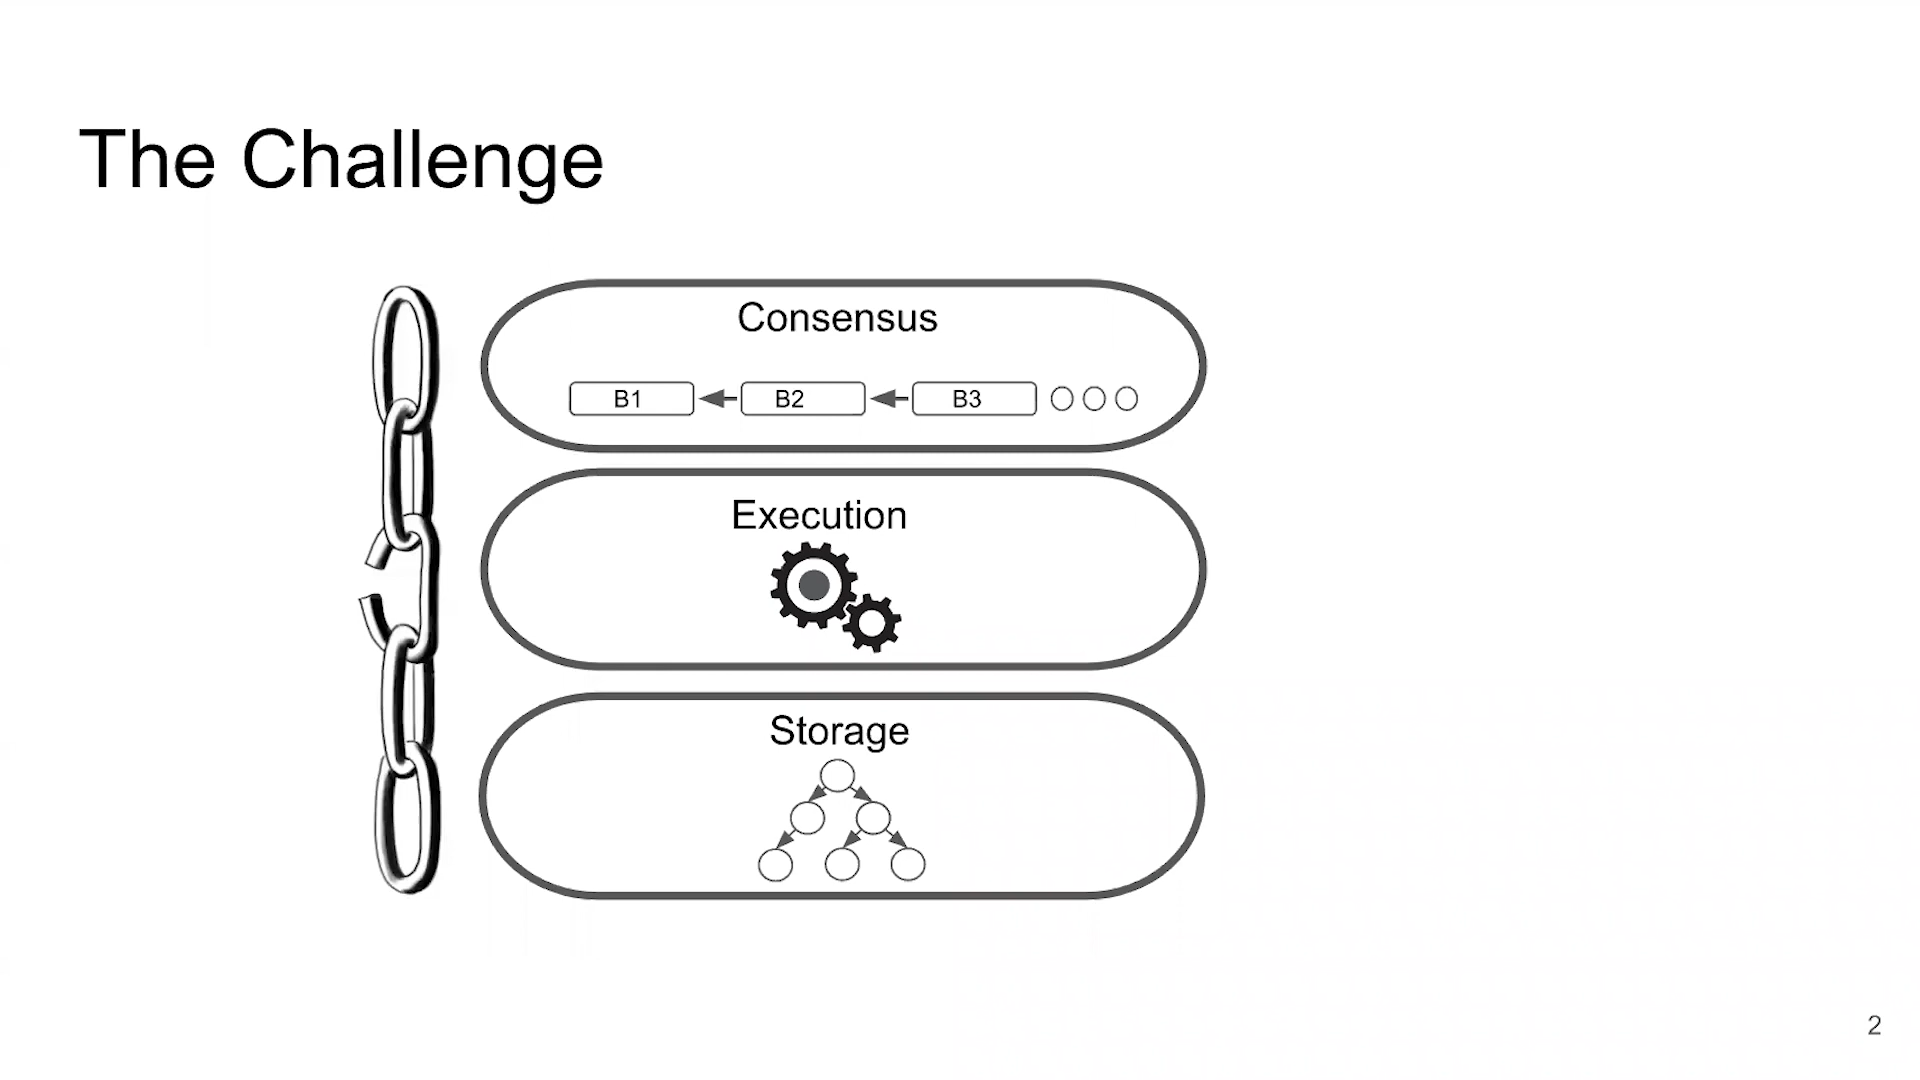 The Challenge
Consensus
B1 B2 B3
Execution
Storage
2